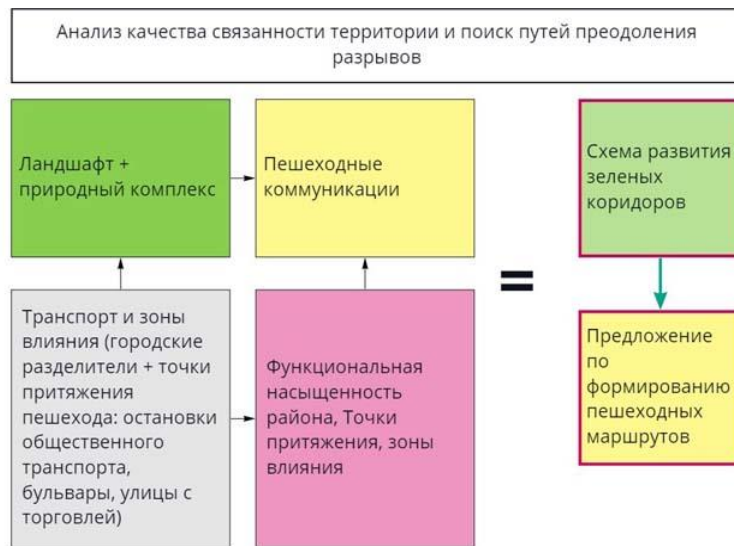 Анализ качества связанности территории и поиск путей преодоления
разрывов
Ландшафт +
природный комплекс
Пешеходные
коммуникации
Транспорт и зоны
влияния (городские
разделители + точки
притяжения
пешехода: остановки
общественного
транспорта,
бульвары, улицы с
торговлей)
Функциональная
насыщенность
района, Точки
притяжения, зоны
влияния
=
Схема развития
зеленых
коридоров
Предложение
по
формированию
пешеходных
маршрутов